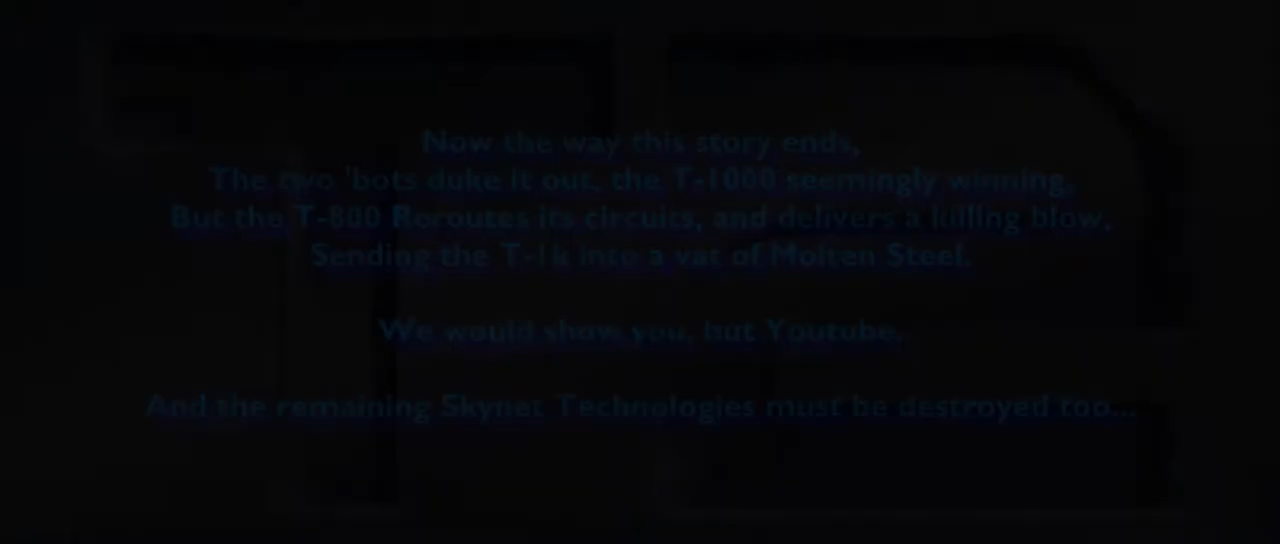 Now the way this story ends,
The two 'bots duke it out, the T-1000 seemingly winning,
But the T-800 Reroutes its circuits, and delivers a killing blow,
Sending the T-1k into a vat of Molten Steel.
We would show you, but Youtube.
And the remaining Skynet Technologies must be destroyed too...